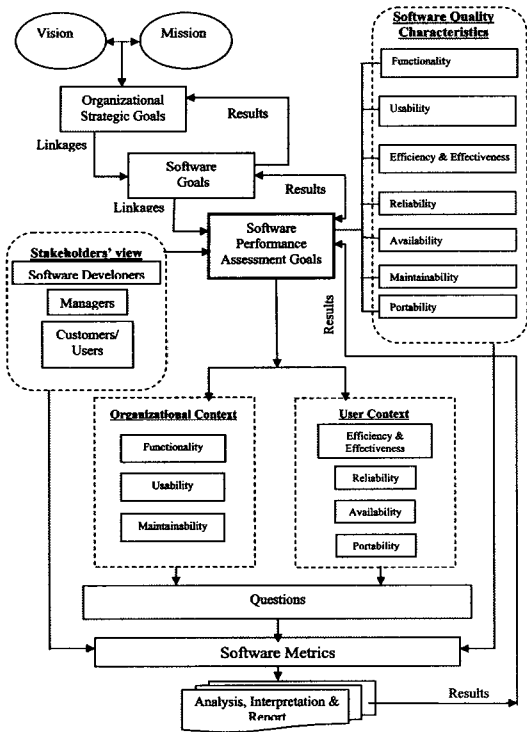 Vision
Mission
Organizational
Strategic Goals
Results
Linkages
Software
Goals
Results
Linkages
Software
Performance
Assessment Goals
Software Quality
Characteristics
Functionality
Usability
Efficiency & Effectiveness
Reliability
Availability
Maintainability
Portability
Stakeholders' view
Software Developers
Managers
Customers/
Users
Results
Organizational Context
Functionality
Usability
Maintainability
User Context
Efficiency &
Effectiveness
Reliability
Availability
Portability
Questions
Software Metrics
Analysis, Interpretation &
Report
Results